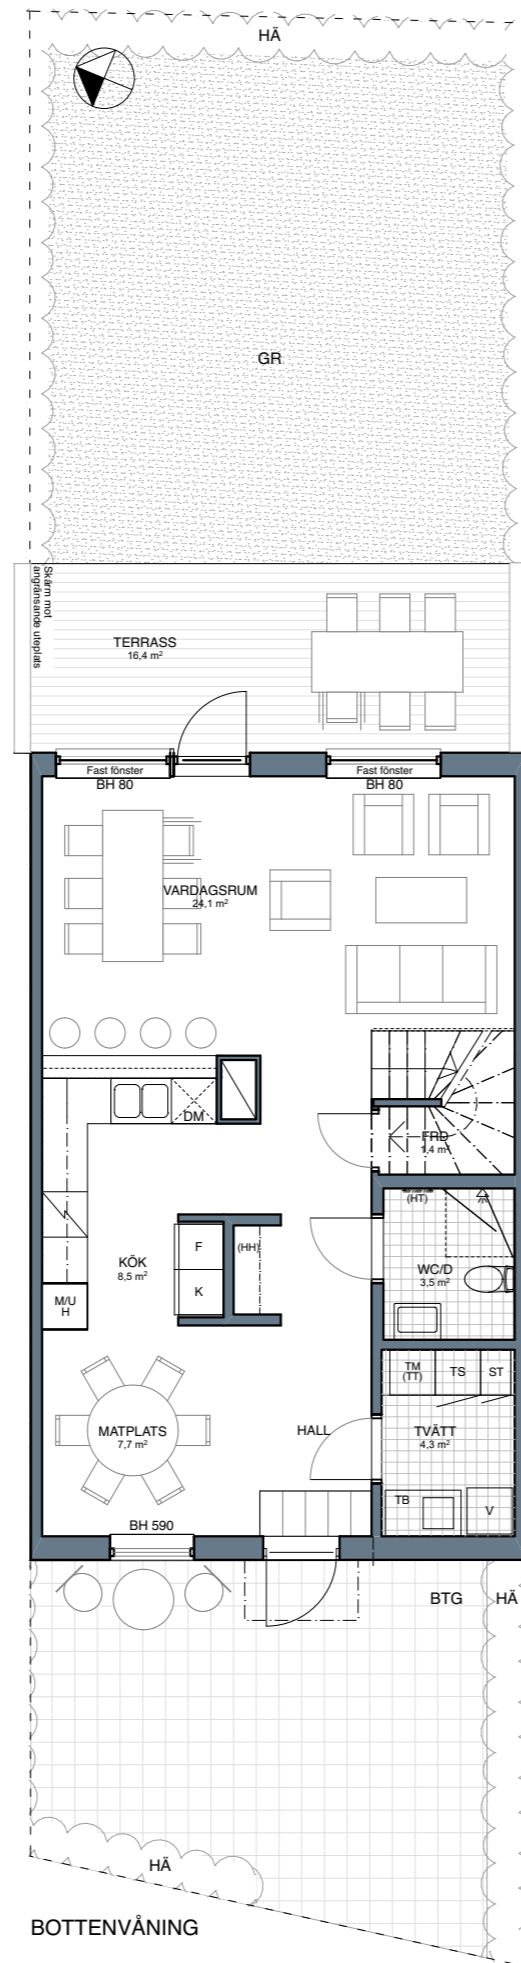 HÄ
GR
Skärm mot
angränsande uteplats
TERRASS
16,4 m²
Fast fönster
BH 80
Fast fönster
BH 80
VARDAGSRUM
24,1 m²
DM
FRD
1,4 m²
(HT)
WC/D
3,5 m²
F
(HH)
K
KÖK
8,5 m²
M/U
H
TM
(TT)
TS
ST
MATPLATS
7,7 m²
HALL
TVÄTT
4,3 m²
TB
V
BH 590
BTG
HÄ
HÄ
BOTTENVÅNING